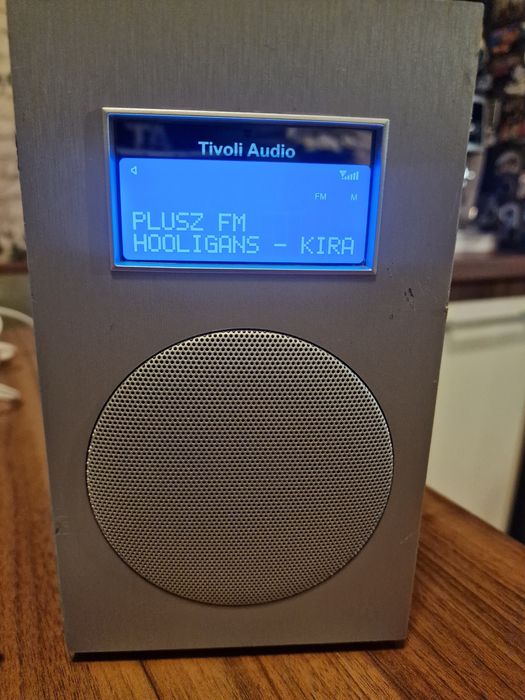 Tivoli Audio
FM M
PLUSZ FM
HOOLIGANS - KIRA